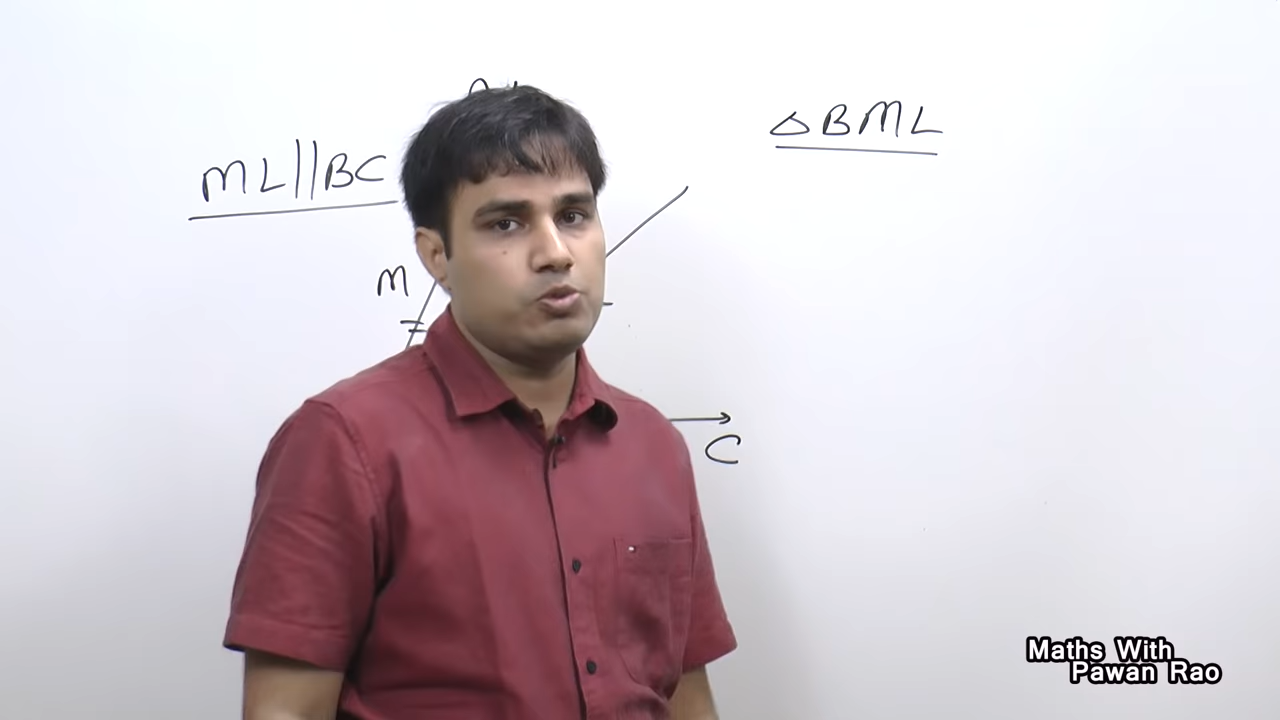 ML||BC
△BML
M
C
Maths With
Pawan Rao